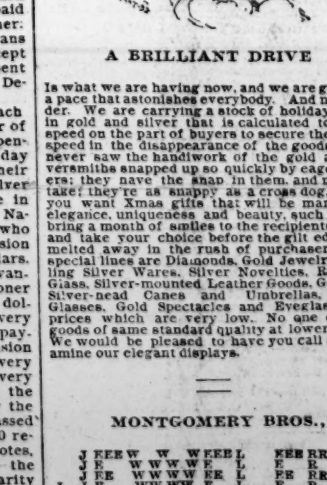 aid
er:
ans
ept
ent
De-
ach
r of
pen-
day
heir
lver
e in
Na-
who
sion
ars.
van-
oner
dol-
very
pay-
sion
very
very
the
the
assed
0 re-
otes,
the
arity
A BRILLIANT DRIVE
Is what we are having now, and we are g
a pace that astonishes everybody. And n
der. We are carrying a stock of holiday
in gold and silver that is calculated to
speed on the part of buyers to secure the
speed in the disappearance of the goods
never saw the handiwork of the gold a
versmiths snapped up so quickly by eage
ers; they have the snap in them, and n
take; they're as snappy as a cross dog.
you want Xmas gifts that will be mar
elegance, uniqueness and beauty, such
bring a month of smiles to the recipient
and take your choice before the gilt ed
melted away in the rush of purchaser
special lines are Diamonds, Gold Jewelr
ling Silver Wares, Silver Novelties, R
Glass, Silver-mounted Leather Goods, G
Silver-head Canes and Umbrellas,
Glasses, Gold Spectacles and Eyeglas
prices which are very low. No one
goods of same standard quality at lower
We would be pleased to have you call
amine our elegant displays.
MONTGOMERY BROS.,